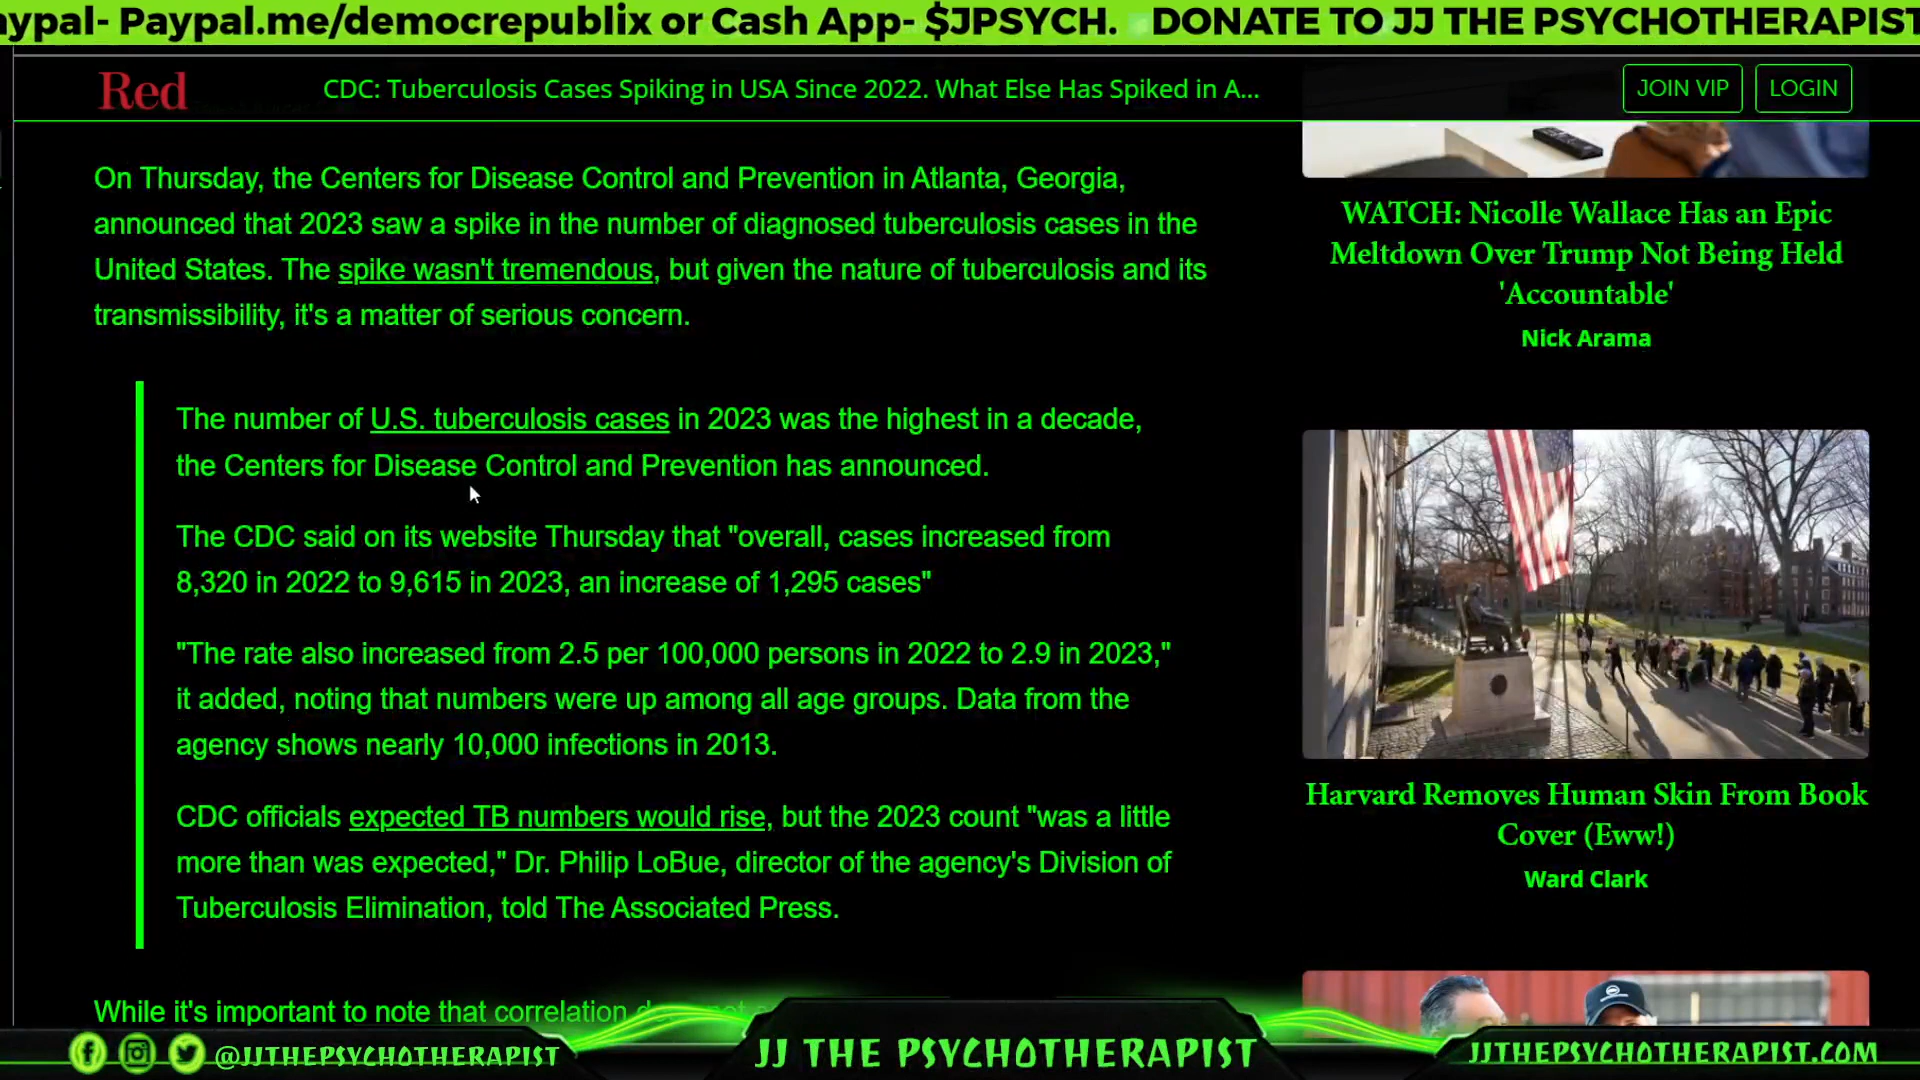 ypal- Paypal.me/democrepublix or Cash App- $JPSYCH. DONATE TO JJ THE PSYCHOTHERAPIST
Red
CDC: Tuberculosis Cases Spiking in USA Since 2022. What Else Has Spiked in A...
JOIN VIP
LOGIN
On Thursday, the Centers for Disease Control and Prevention in Atlanta, Georgia,
announced that 2023 saw a spike in the number of diagnosed tuberculosis cases in the
United States. The spike wasn't tremendous, but given the nature of tuberculosis and its
transmissibility, it's a matter of serious concern.
The number of U.S. tuberculosis cases in 2023 was the highest in a decade,
the Centers for Disease Control and Prevention has announced.
The CDC said on its website Thursday that "overall, cases increased from
8,320 in 2022 to 9,615 in 2023, an increase of 1,295 cases"
"The rate also increased from 2.5 per 100,000 persons in 2022 to 2.9 in 2023,"
it added, noting that numbers were up among all age groups. Data from the
agency shows nearly 10,000 infections in 2013.
CDC officials expected TB numbers would rise, but the 2023 count "was a little
more than was expected," Dr. Philip LoBue, director of the agency's Division of
Tuberculosis Elimination, told The Associated Press.
While it's important to note that correlation
WATCH: Nicolle Wallace Has an Epic
Meltdown Over Trump Not Being Held
'Accountable'
Nick Arama
Harvard Removes Human Skin From Book
Cover (Eww!)
Ward Clark
@JJTHEPSYCHOTHERAPIST
JJ THE PSYCHOTHERAPIST
JJTHEPSYCHOTHERAPIST.COM